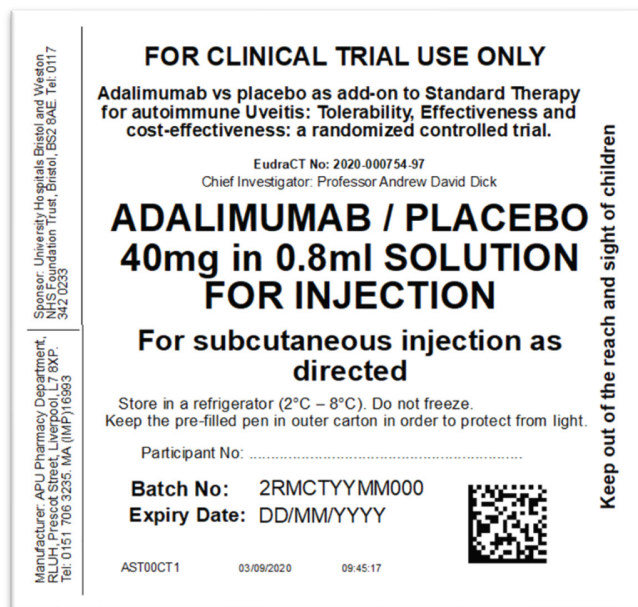 FOR CLINICAL TRIAL USE ONLY
Adalimumab vs placebo as add-on to Standard Therapy
for autoimmune Uveitis: Tolerability, Effectiveness and
cost-effectiveness: a randomized controlled trial.
EudraCT No: 2020-000754-97
Chief Investigator: Professor Andrew David Dick
ADALIMUMAB / PLACEBO
40mg in 0.8ml SOLUTION
FOR INJECTION
For subcutaneous injection as
directed
Store in a refrigerator (2°C – 8°C). Do not freeze.
Keep the pre-filled pen in outer carton in order to protect from light.
Participant No: ............................................................
Batch No: 2RMCTYYMM000
Expiry Date: DD/MM/YYYY
AST00CT1 03/09/2020 09:45:17
Sponsor: University Hospitals Bristol and Weston
NHS Foundation Trust, Bristol, BS2 8AE. Tel: 0117
342 0233
Manufacturer: APU Pharmacy Department,
RLUH, Prescot Street, Liverpool, L7 8XP.
Tel: 0151 706 3235. MA (IMP)16993
Keep out of the reach and sight of children